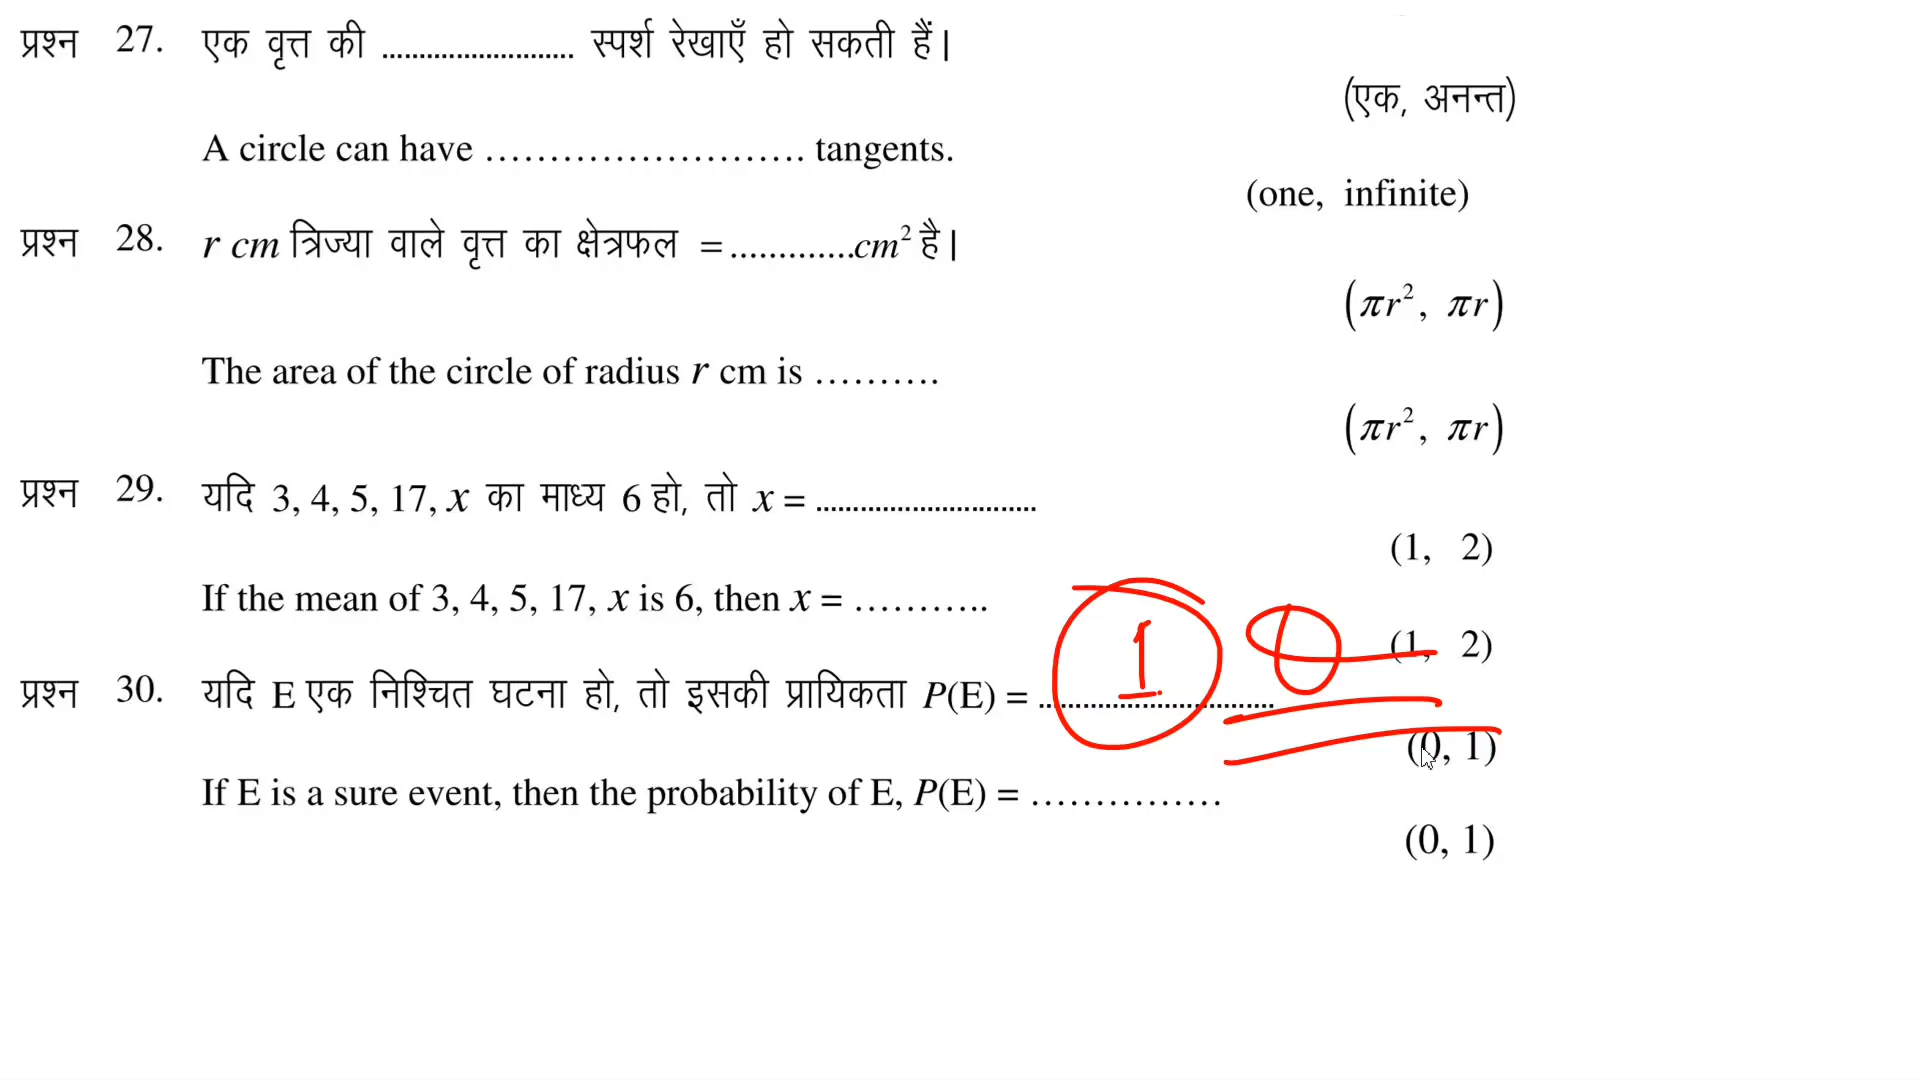 प्रश्न 27. एक वृत्त की .......................... स्पर्श रेखाएँ हो सकती हैं|
(एक, अनन्त)
A circle can have ......................... tangents.
(one, infinite)
प्रश्न 28. r cm त्रिज्या वाले वृत्त का क्षेत्रफल = .............cm² है|
(πr², πr)
The area of the circle of radius r cm is ..........
(πr², πr)
प्रश्न 29. यदि 3, 4, 5, 17, x का माध्य 6 हो, तो x = .............................
(1, 2)
If the mean of 3, 4, 5, 17, x is 6, then x = ...........
(1, 2)
प्रश्न 30. यदि E एक निश्चित घटना हो, तो इसकी प्रायिकता P(E) = ..............................
1
(0, 1)
If E is a sure event, then the probability of E, P(E) = ...............
(0, 1)